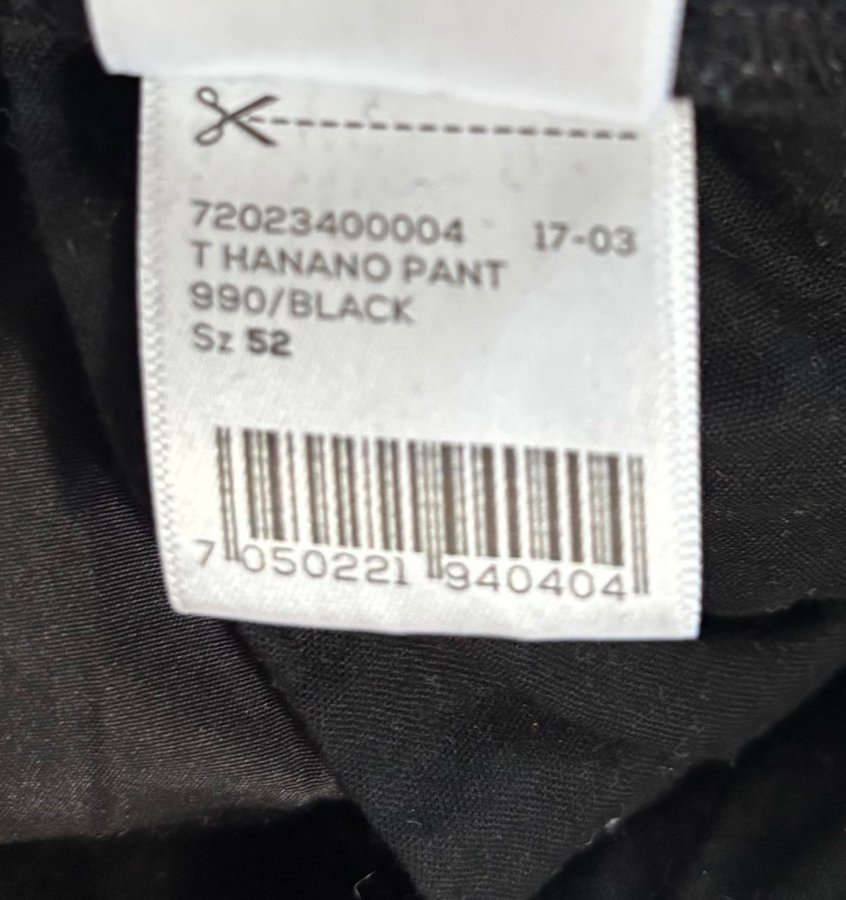 72023400004 17-03
T HANANO PANT
990/BLACK
Sz 52
7 050221 940404